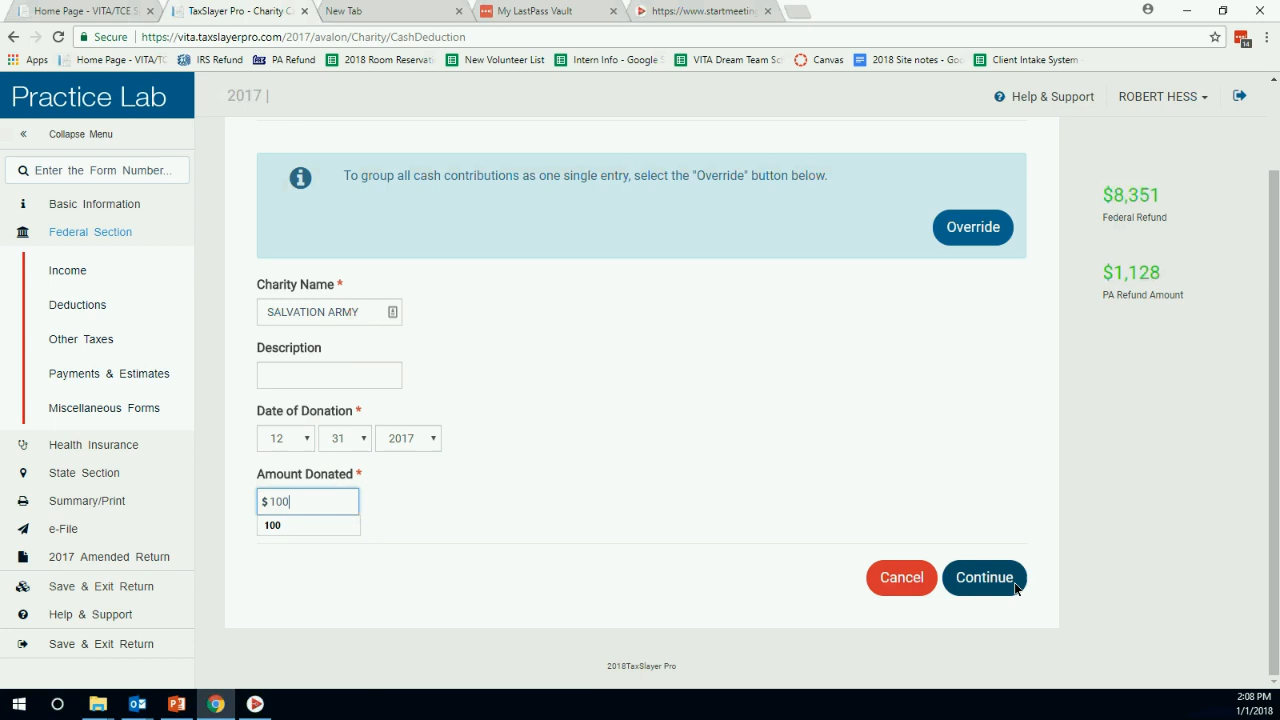 Home Page - VITA/TCE S
TaxSlayer Pro - Charity C
New Tab
My LastPass Vault
https://www.startmeeting
Secure
https://vita.taxslayerpro.com/2017/avalon/Charity/CashDeduction
14
Apps
Home Page - VITA/TC
IRS Refund
PA Refund
2018 Room Reservat
New Volunteer List
Intern Info - Google S
VITA Dream Team Sc
Canvas
2018 Site notes - Goo
Client Intake System
Practice Lab
2017 |
Help & Support
ROBERT HESS
Collapse Menu
Enter the Form Number...
Basic Information
Federal Section
Income
Deductions
Other Taxes
Payments & Estimates
Miscellaneous Forms
Health Insurance
State Section
Summary/Print
e-File
2017 Amended Return
Save & Exit Return
Help & Support
Save & Exit Return
To group all cash contributions as one single entry, select the "Override" button below.
Override
Charity Name *
SALVATION ARMY
Description
Date of Donation *
12
31
2017
Amount Donated *
$ 100
100
Cancel
Continue
$8,351
Federal Refund
$1,128
PA Refund Amount
2018TaxSlayer Pro
2:08 PM
1/1/2018